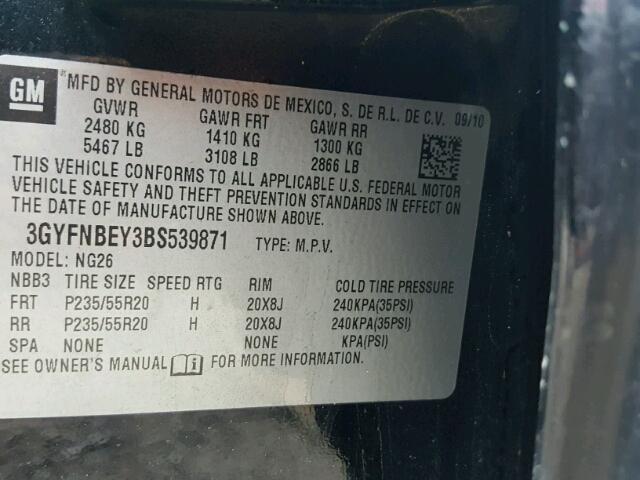 GM
® MFD BY GENERAL MOTORS DE MEXICO, S. DE R.L. DE C.V. 09/10
GVWR GAWR FRT GAWR RR
2480 KG 1410 KG 1300 KG
5467 LB 3108 LB 2866 LB
THIS VEHICLE CONFORMS TO ALL APPLICABLE U.S. FEDERAL MOTOR
VEHICLE SAFETY AND THEFT PREVENTION STANDARDS IN EFFECT ON
THE DATE OF MANUFACTURE SHOWN ABOVE.
3GYFNBEY3BS539871 TYPE: M.P.V.
MODEL: NG26
NBB3 TIRE SIZE SPEED RTG RIM COLD TIRE PRESSURE
FRT P235/55R20 H 20X8J 240KPA(35PSI)
RR P235/55R20 H 20X8J 240KPA(35PSI)
SPA NONE NONE KPA(PSI)
SEE OWNER'S MANUAL FOR MORE INFORMATION.